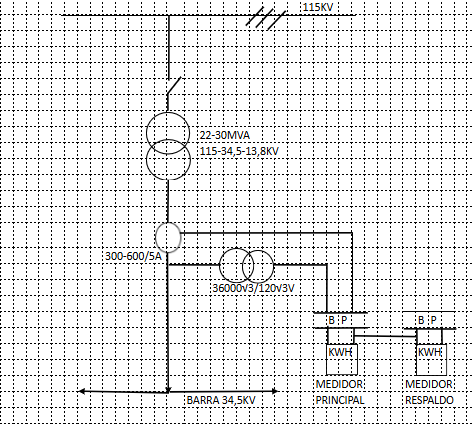 115KV
22-30MVA
115-34,5-13,8KV
300-600/5A
36000√3/120√3V
B P
B P
KWH
KWH
MEDIDOR
PRINCIPAL
MEDIDOR
RESPALDO
BARRA 34,5KV